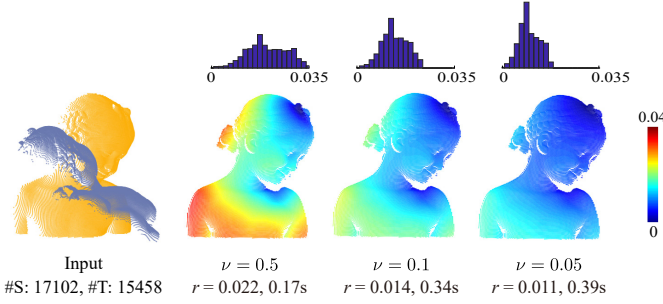 0 0.035 0 0.035 0 0.035
0.04
0
Input ν = 0.5 ν = 0.1 ν = 0.05
#S: 17102, #T: 15458 r = 0.022, 0.17s r = 0.014, 0.34s r = 0.011, 0.39s